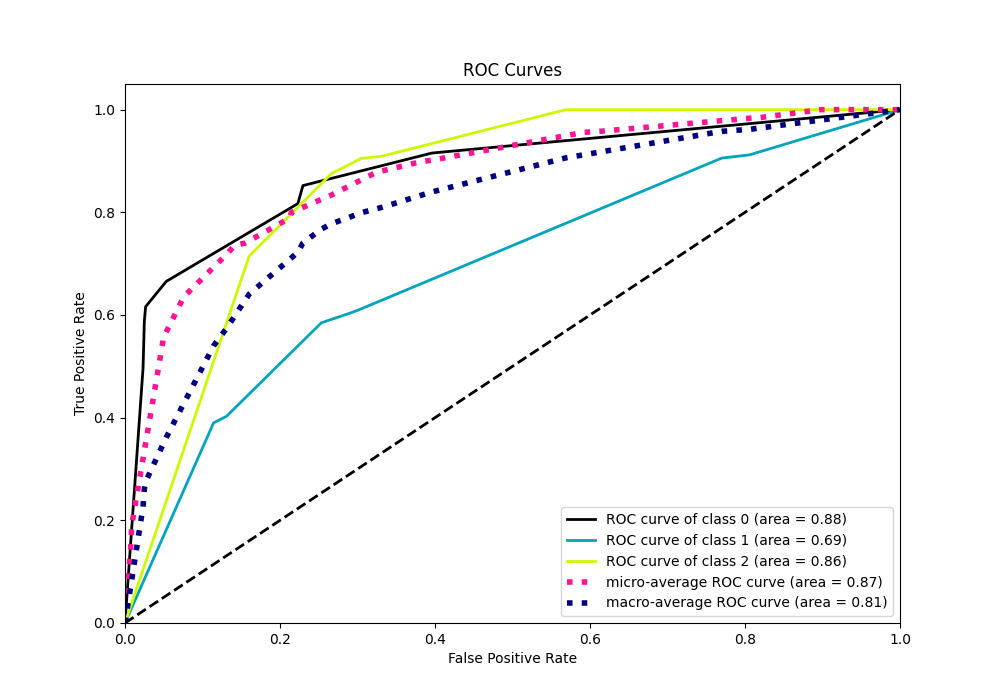 ROC Curves
True Positive Rate
1.0
0.8
0.6
0.4
0.2
0.0
0.0 0.2 0.4 0.6 0.8 1.0
False Positive Rate
ROC curve of class 0 (area = 0.88)
ROC curve of class 1 (area = 0.69)
ROC curve of class 2 (area = 0.86)
micro-average ROC curve (area = 0.87)
macro-average ROC curve (area = 0.81)